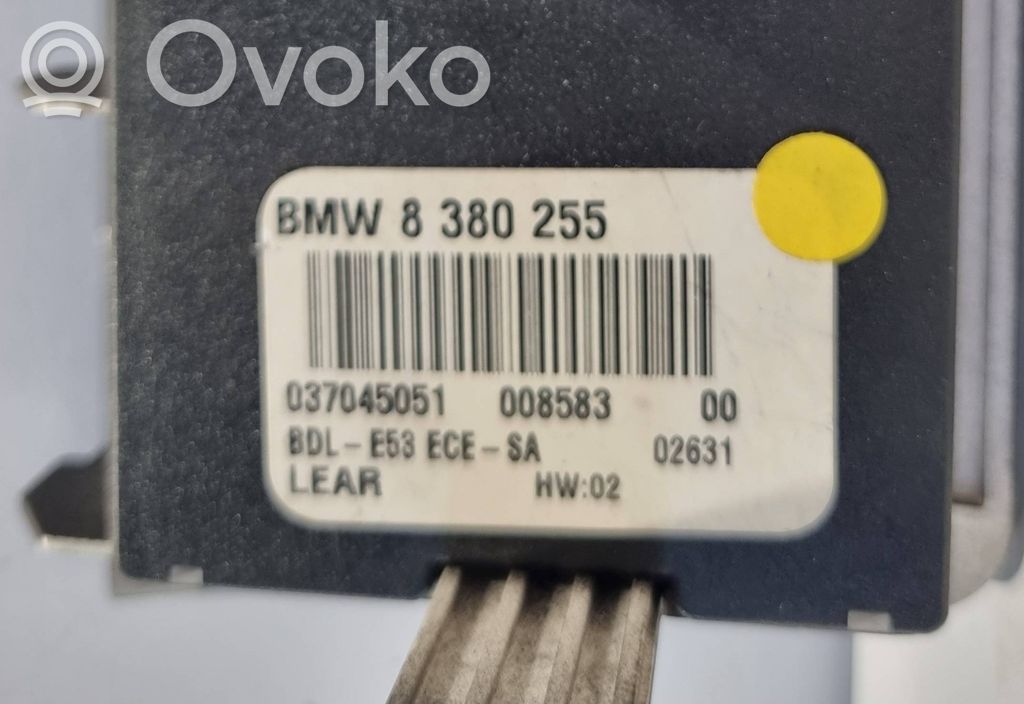 Ovoko
BMW 8 380 255
037045051 008583 00
BDL - E53 ECE - SA 02631
LEAR HW:02